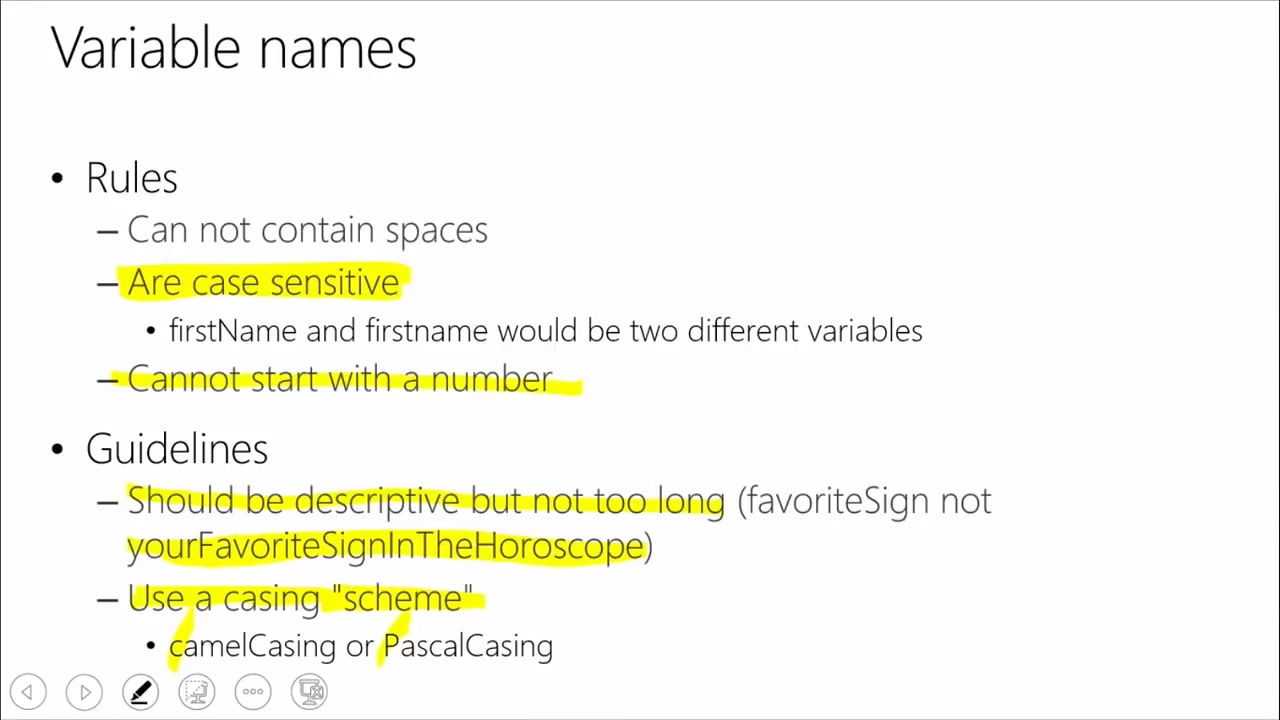 Variable names
• Rules
– Can not contain spaces
– Are case sensitive
• firstName and firstname would be two different variables
– Cannot start with a number
• Guidelines
– Should be descriptive but not too long (favoriteSign not
yourFavoriteSignInTheHoroscope)
– Use a casing "scheme"
• camelCasing or PascalCasing